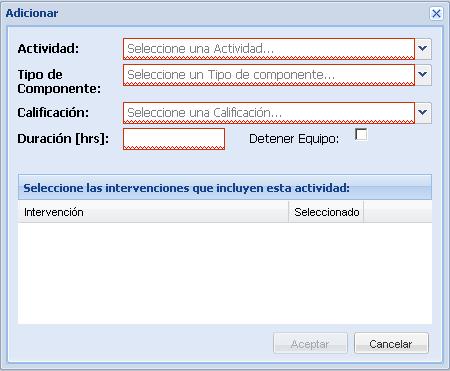 Adicionar
Actividad: Seleccione una Actividad...
Tipo de Componente: Seleccione un Tipo de componente...
Calificación: Seleccione una Calificación...
Duración [hrs]: Detener Equipo:
Seleccione las intervenciones que incluyen esta actividad:
Intervención Seleccionado
Aceptar Cancelar